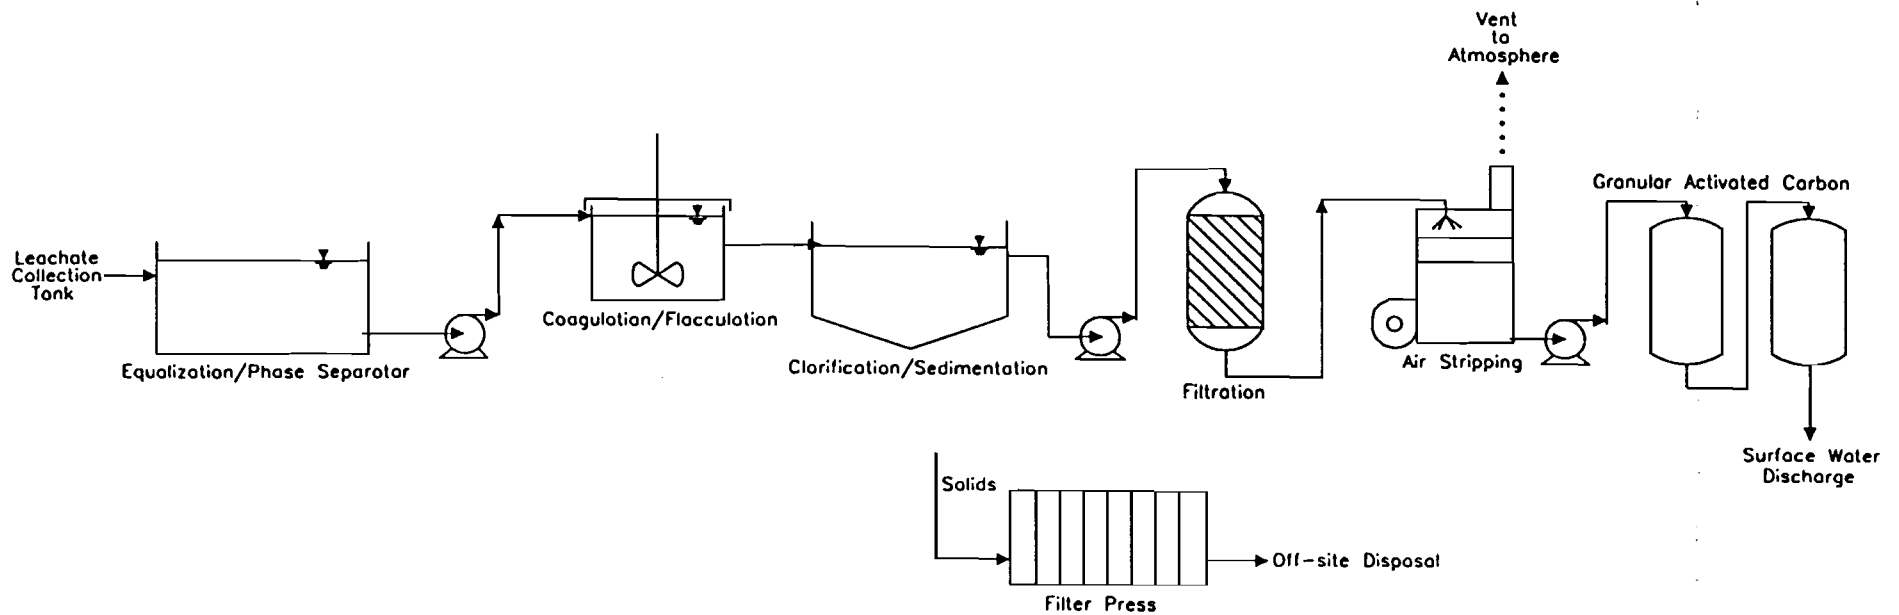 Vent
to
Atmosphere
Granular Activated Carbon
Leachate
Collection
Tank
Coagulation/Flacculation
Equalization/Phase Separator
Clarification/Sedimentation
Air Stripping
Filtration
Surface Water
Discharge
Solids
Off-site Disposal
Filter Press